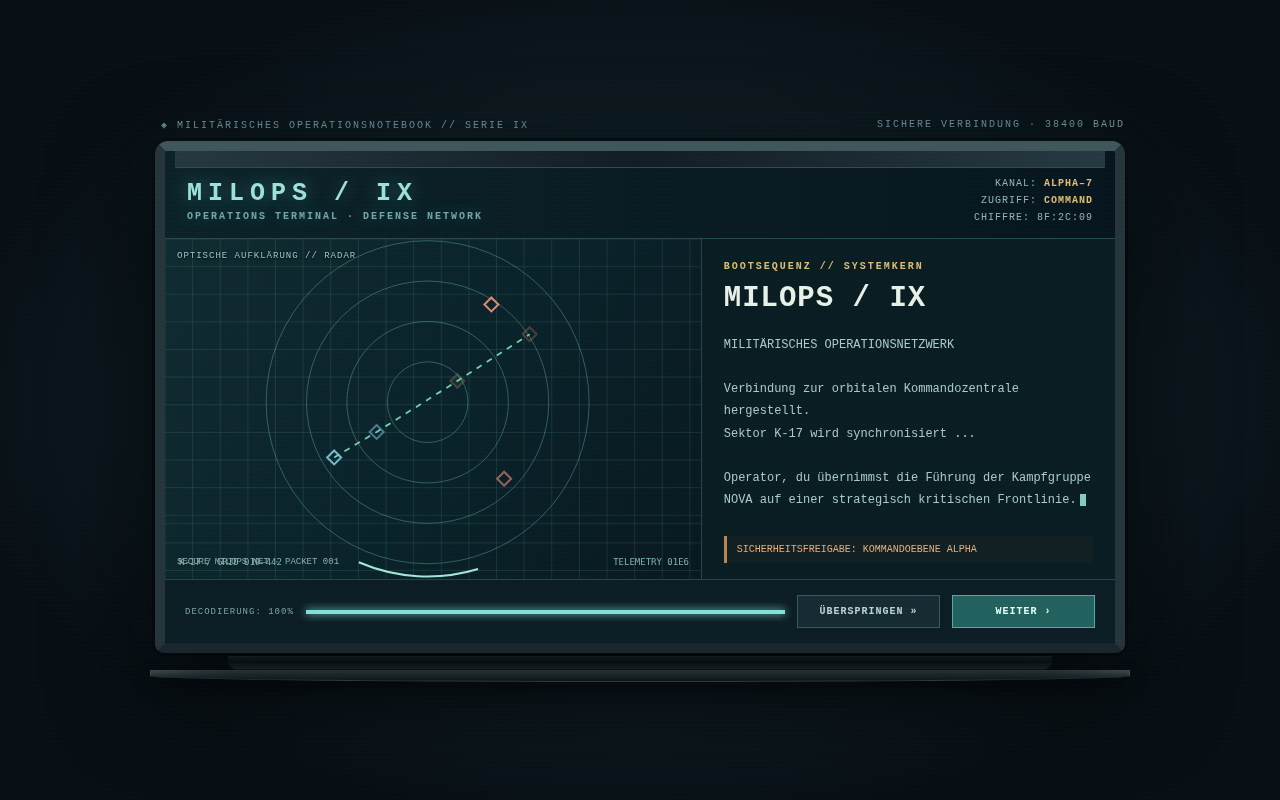 ◈ MILITÄRISCHES OPERATIONSNOTEBOOK // SERIE IX
SICHERE VERBINDUNG · 38400 BAUD
MILOPS / IX
OPERATIONS TERMINAL · DEFENSE NETWORK
KANAL: ALPHA-7
ZUGRIFF: COMMAND
CHIFFRE: 8F:2C:09
OPTISCHE AUFKLÄRUNG // RADAR
PACKET 001
TELEMETRY 01E6
BOOTSEQUENZ // SYSTEMKERN
MILOPS / IX
MILITÄRISCHES OPERATIONSNETZWERK
Verbindung zur orbitalen Kommandozentrale
hergestellt.
Sektor K-17 wird synchronisiert ...
Operator, du übernimmst die Führung der Kampfgruppe
NOVA auf einer strategisch kritischen Frontlinie.
SICHERHEITSFREIGABE: KOMMANDOEBENE ALPHA
DECODIERUNG: 100%
ÜBERSPRINGEN »
WEITER ›